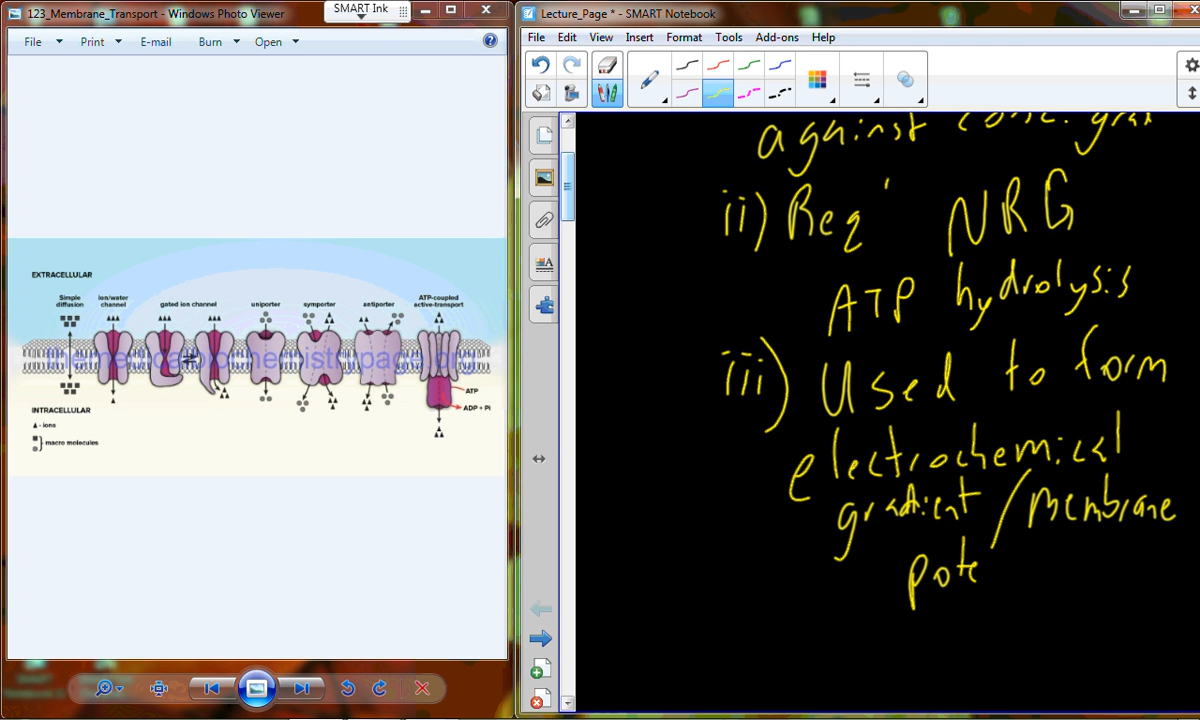 123_Membrane_Transport - Windows Photo Viewer
SMART Ink
File Print E-mail Burn Open
EXTRACELLULAR
Simple diffusion
ion/water channel
gated ion channel
uniporter
symporter
antiporter
ATP-coupled active-transport
themedicalbiochemistrypage.org
ATP
ADP + Pi
INTRACELLULAR
- ions
macro molecules
Lecture_Page * - SMART Notebook
File Edit View Insert Format Tools Add-ons Help
against conc. grad
ii) Req' NRG
ATP hydrolysis
iii) Used to form
electrochemical
gradient / membrane
pote